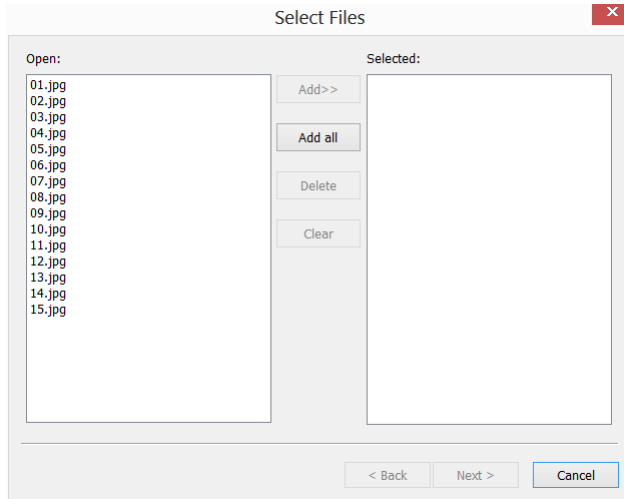 Select Files
Open:
Selected:
01.jpg
02.jpg
03.jpg
04.jpg
05.jpg
06.jpg
07.jpg
08.jpg
09.jpg
10.jpg
11.jpg
12.jpg
13.jpg
14.jpg
15.jpg
Add>>
Add all
Delete
Clear
< Back
Next >
Cancel